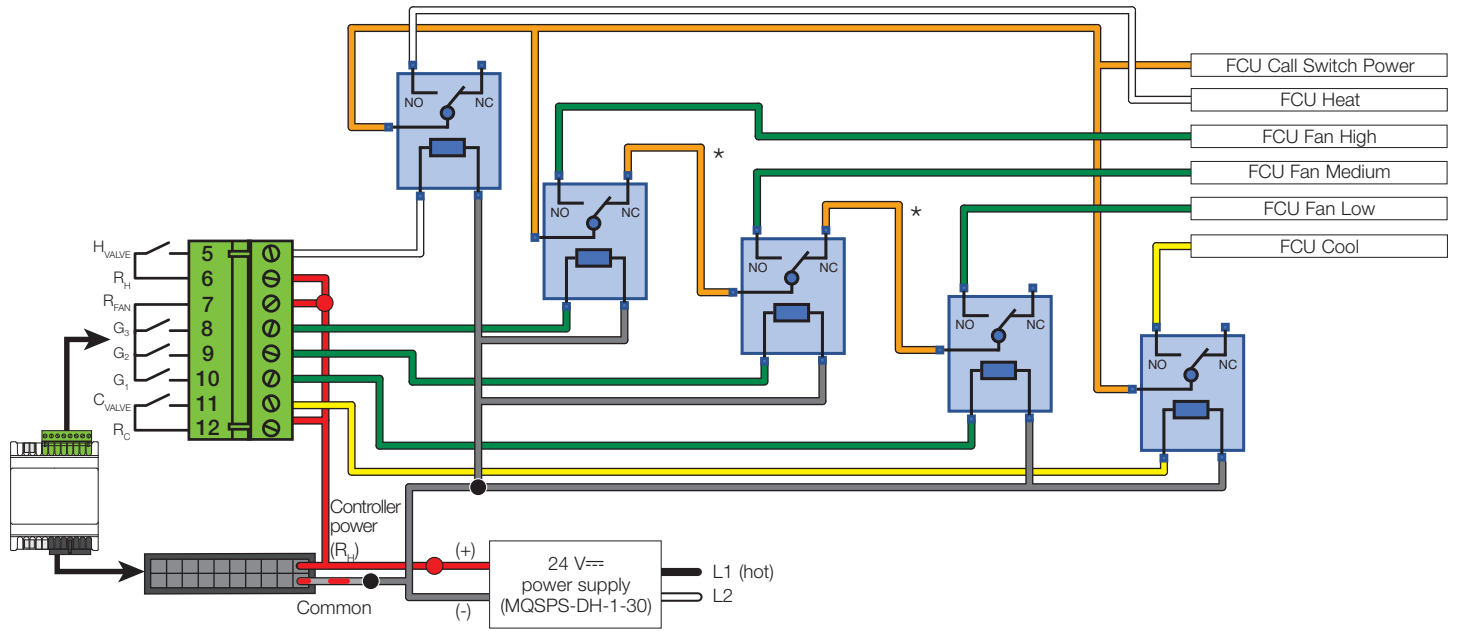 FCU Call Switch Power
FCU Heat
FCU Fan High
FCU Fan Medium
FCU Fan Low
FCU Cool
NO NC
NO NC
*
NO NC
*
NO NC
NO NC
HVALVE 5
RH 6
RFAN 7
G3 8
G2 9
G1 10
CVALVE 11
RC 12
Controller
power
(RH)
Common
(+)
(-)
24 V⎓
power supply
(MQSPS-DH-1-30)
L1 (hot)
L2